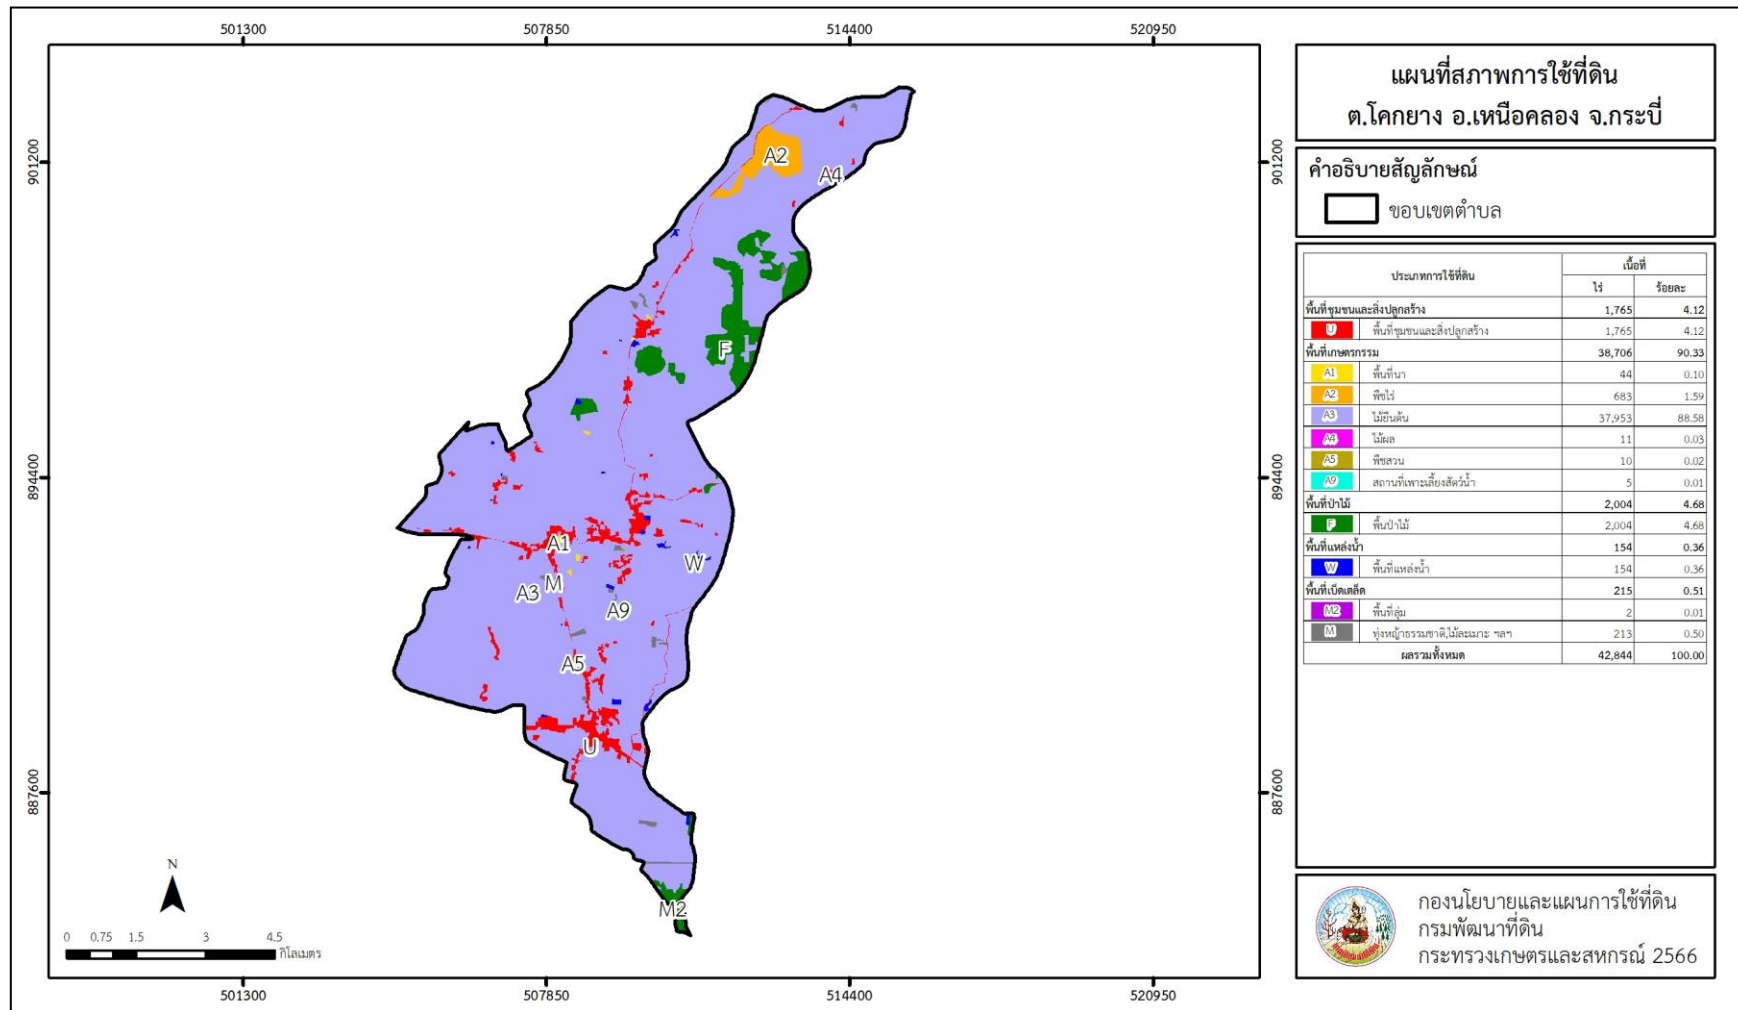 501300 507850 514400 520950
901200 901200
894400 894400
887600 887600
501300 507850 514400 520950
A2
A4
F
A1
W
M
A3
A9
A5
U
M2
N
0 0.75 1.5 3 4.5
กิโลเมตร
แผนที่สภาพการใช้ที่ดิน
ต.โคกยาง อ.เหนือคลอง จ.กระบี่
คำอธิบายสัญลักษณ์
ขอบเขตตำบล
ประเภทการใช้ที่ดิน เนื้อที่
ไร่ ร้อยละ
พื้นที่ชุมชนและสิ่งปลูกสร้าง 1,765 4.12
U พื้นที่ชุมชนและสิ่งปลูกสร้าง 1,765 4.12
พื้นที่เกษตรกรรม 38,706 90.33
A1 พื้นที่นา 44 0.10
A2 พืชไร่ 683 1.59
A3 ไม้ยืนต้น 37,953 88.58
A4 ไม้ผล 11 0.03
A5 พืชสวน 10 0.02
A9 สถานที่เพาะเลี้ยงสัตว์น้ำ 5 0.01
พื้นที่ป่าไม้ 2,004 4.68
F พื้นป่าไม้ 2,004 4.68
พื้นที่แหล่งน้ำ 154 0.36
W พื้นที่แหล่งน้ำ 154 0.36
พื้นที่เบ็ดเตล็ด 215 0.51
M2 พื้นที่ลุ่ม 2 0.01
M ทุ่งหญ้าธรรมชาติ,ไม้ละเมาะ ฯลฯ 213 0.50
ผลรวมทั้งหมด 42,844 100.00
กองนโยบายและแผนการใช้ที่ดิน
กรมพัฒนาที่ดิน
กระทรวงเกษตรและสหกรณ์ 2566